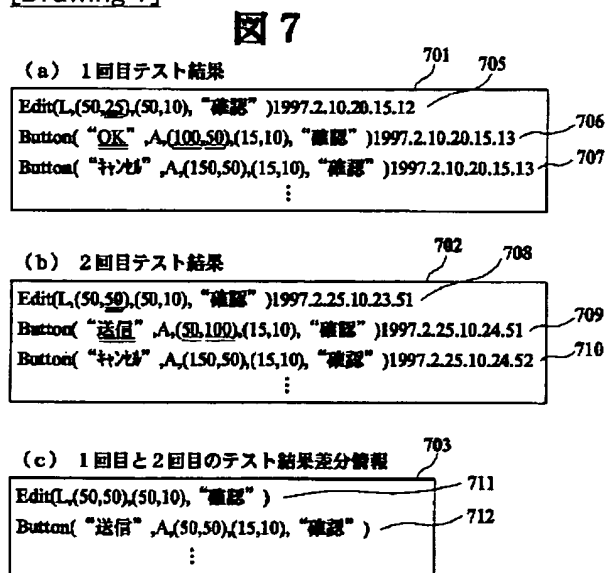 [Drawing 7]
図7
(a) 1回目テスト結果
701
705
Edit(L,(50,25),(50,10), “確認” )1997.2.10.20.15.12
706
Button( “OK” ,A,(100,50),(15,10), “確認” )1997.2.10.20.15.13
707
Button( “キャンセル” ,A,(150,50),(15,10), “確認” )1997.2.10.20.15.13
(b) 2回目テスト結果
702
708
Edit(L,(50,50),(50,10), “確認” )1997.2.25.10.23.51
709
Button( “送信” ,A,(50,100),(15,10), “確認” )1997.2.25.10.24.51
710
Button( “キャンセル” ,A,(150,50),(15,10), “確認” )1997.2.25.10.24.52
(c) 1回目と2回目のテスト結果差分情報
703
Edit(L,(50,50),(50,10), “確認” )
711
Button( “送信” ,A,(50,50),(15,10), “確認” )
712